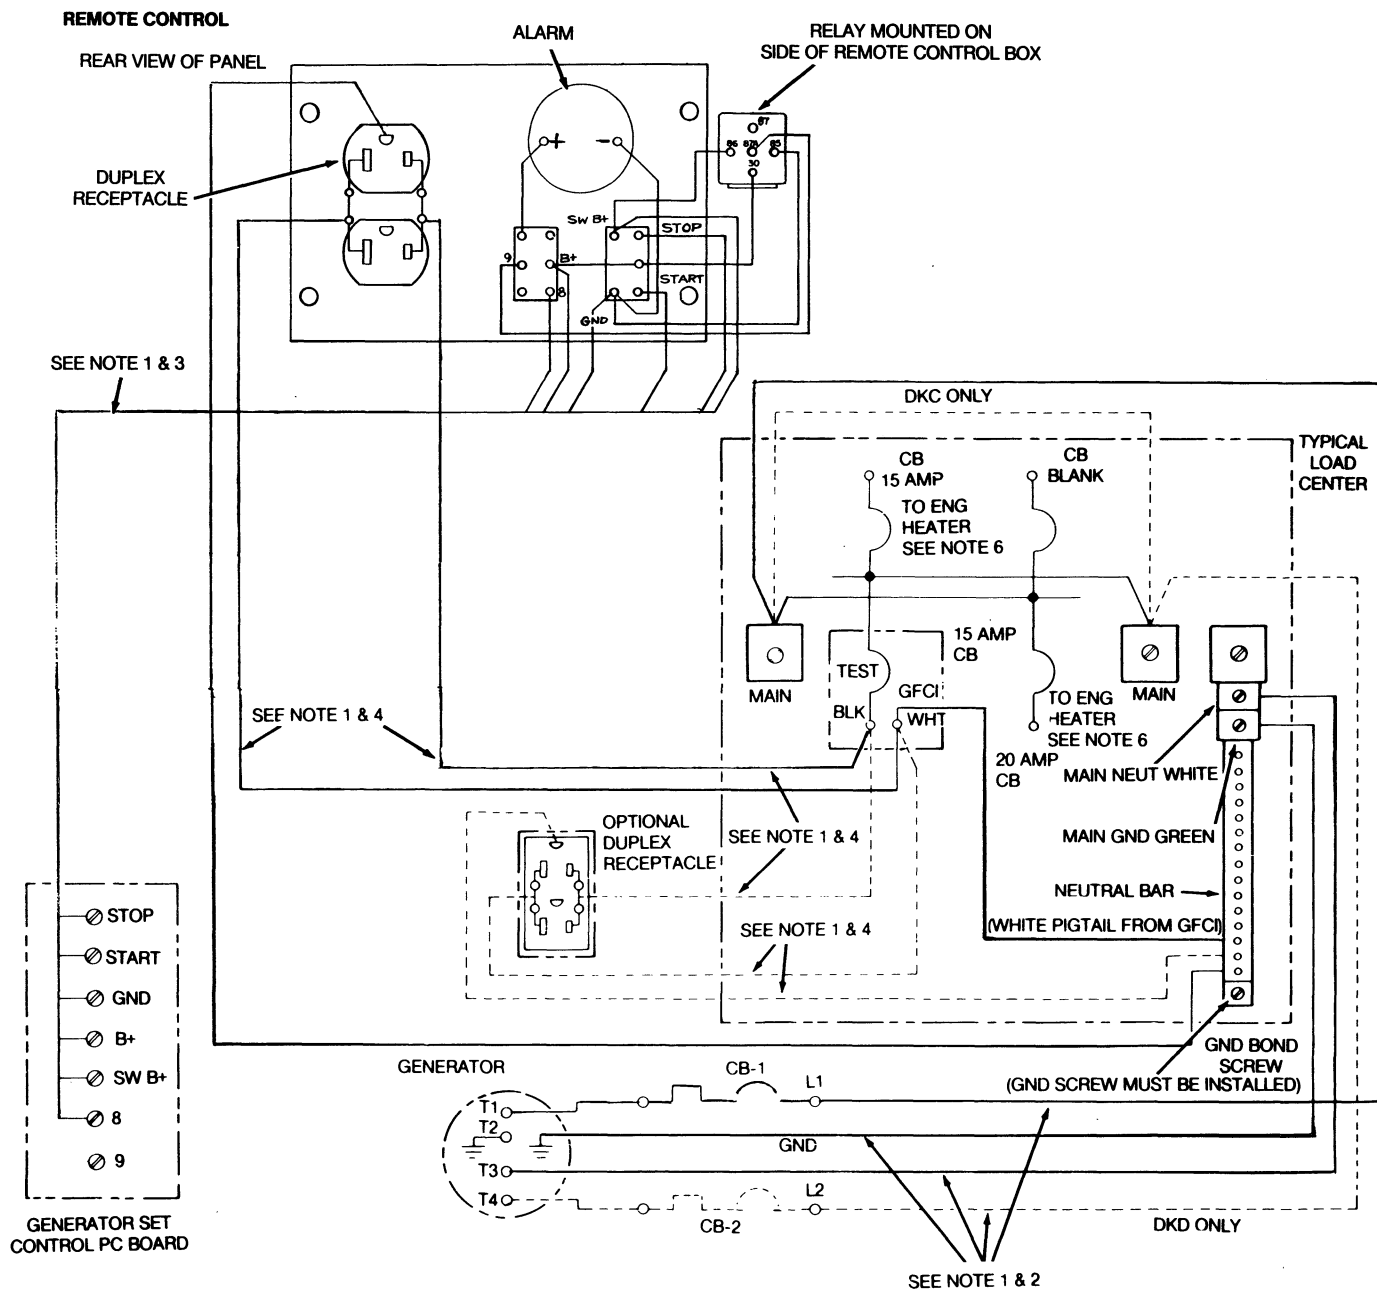 REMOTE CONTROL
REAR VIEW OF PANEL
ALARM
RELAY MOUNTED ON
SIDE OF REMOTE CONTROL BOX
DUPLEX
RECEPTACLE
+
-
87
86
87A
85
30
SW B+
STOP
9
B+
START
8
GND
SEE NOTE 1 & 3
DKC ONLY
TYPICAL
LOAD
CENTER
CB
15 AMP
CB
BLANK
TO ENG
HEATER
SEE NOTE 6
15 AMP
CB
TEST
MAIN
GFCI
MAIN
BLK
WHT
TO ENG
HEATER
SEE NOTE 6
SEE NOTE 1 & 4
20 AMP
CB
MAIN NEUT WHITE
OPTIONAL
DUPLEX
RECEPTACLE
SEE NOTE 1 & 4
MAIN GND GREEN
NEUTRAL BAR
(WHITE PIGTAIL FROM GFCI)
SEE NOTE 1 & 4
STOP
START
GND
B+
SW B+
8
9
GENERATOR SET
CONTROL PC BOARD
GND BOND
SCREW
(GND SCREW MUST BE INSTALLED)
GENERATOR
CB-1
L1
T1
T2
GND
T3
T4
L2
CB-2
DKD ONLY
SEE NOTE 1 & 2